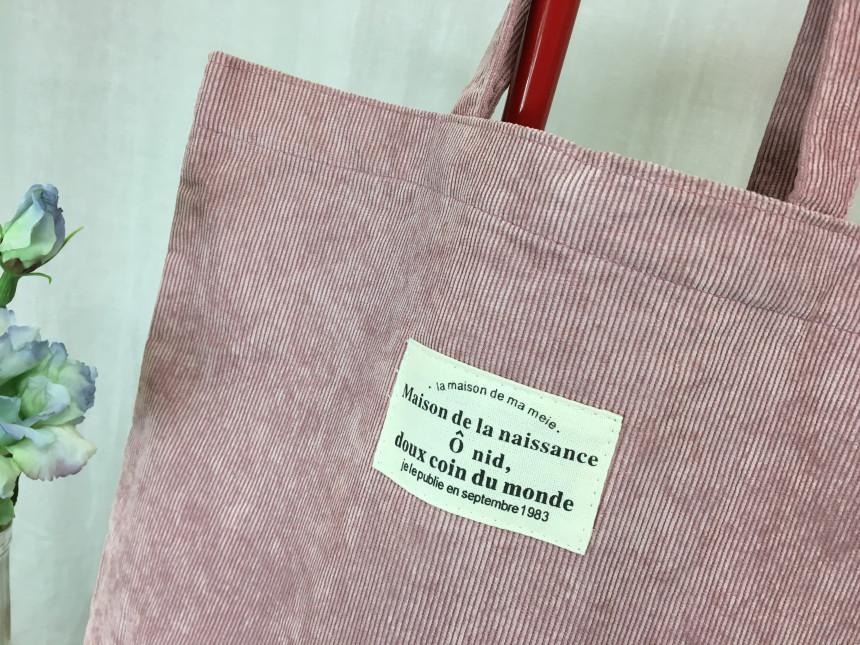 . la maison de ma meie .
Maison de la naissance
Ô nid,
doux coin du monde
je le publie en septembre 1983